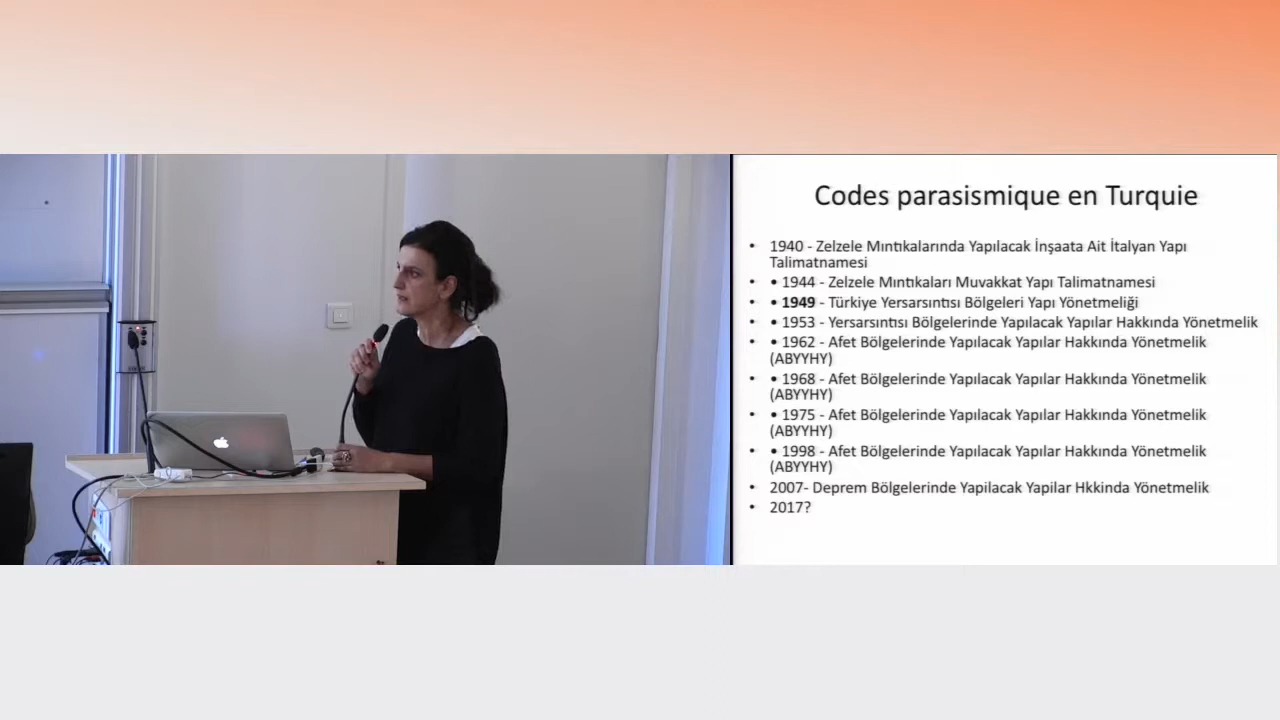 Codes parasismique en Turquie
• 1940 - Zelzele Mıntıkalarında Yapılacak İnşaata Ait İtalyan Yapı
Talimatnamesi
• • 1944 - Zelzele Mıntıkaları Muvakkat Yapı Talimatnamesi
• • 1949 - Türkiye Yersarsıntısı Bölgeleri Yapı Yönetmeliği
• • 1953 - Yersarsıntısı Bölgelerinde Yapılacak Yapılar Hakkında Yönetmelik
• • 1962 - Afet Bölgelerinde Yapılacak Yapılar Hakkında Yönetmelik
(ABYYHY)
• • 1968 - Afet Bölgelerinde Yapılacak Yapılar Hakkında Yönetmelik
(ABYYHY)
• • 1975 - Afet Bölgelerinde Yapılacak Yapılar Hakkında Yönetmelik
(ABYYHY)
• • 1998 - Afet Bölgelerinde Yapılacak Yapılar Hakkında Yönetmelik
(ABYYHY)
• 2007- Deprem Bölgelerinde Yapilacak Yapilar Hkkinda Yönetmelik
• 2017?